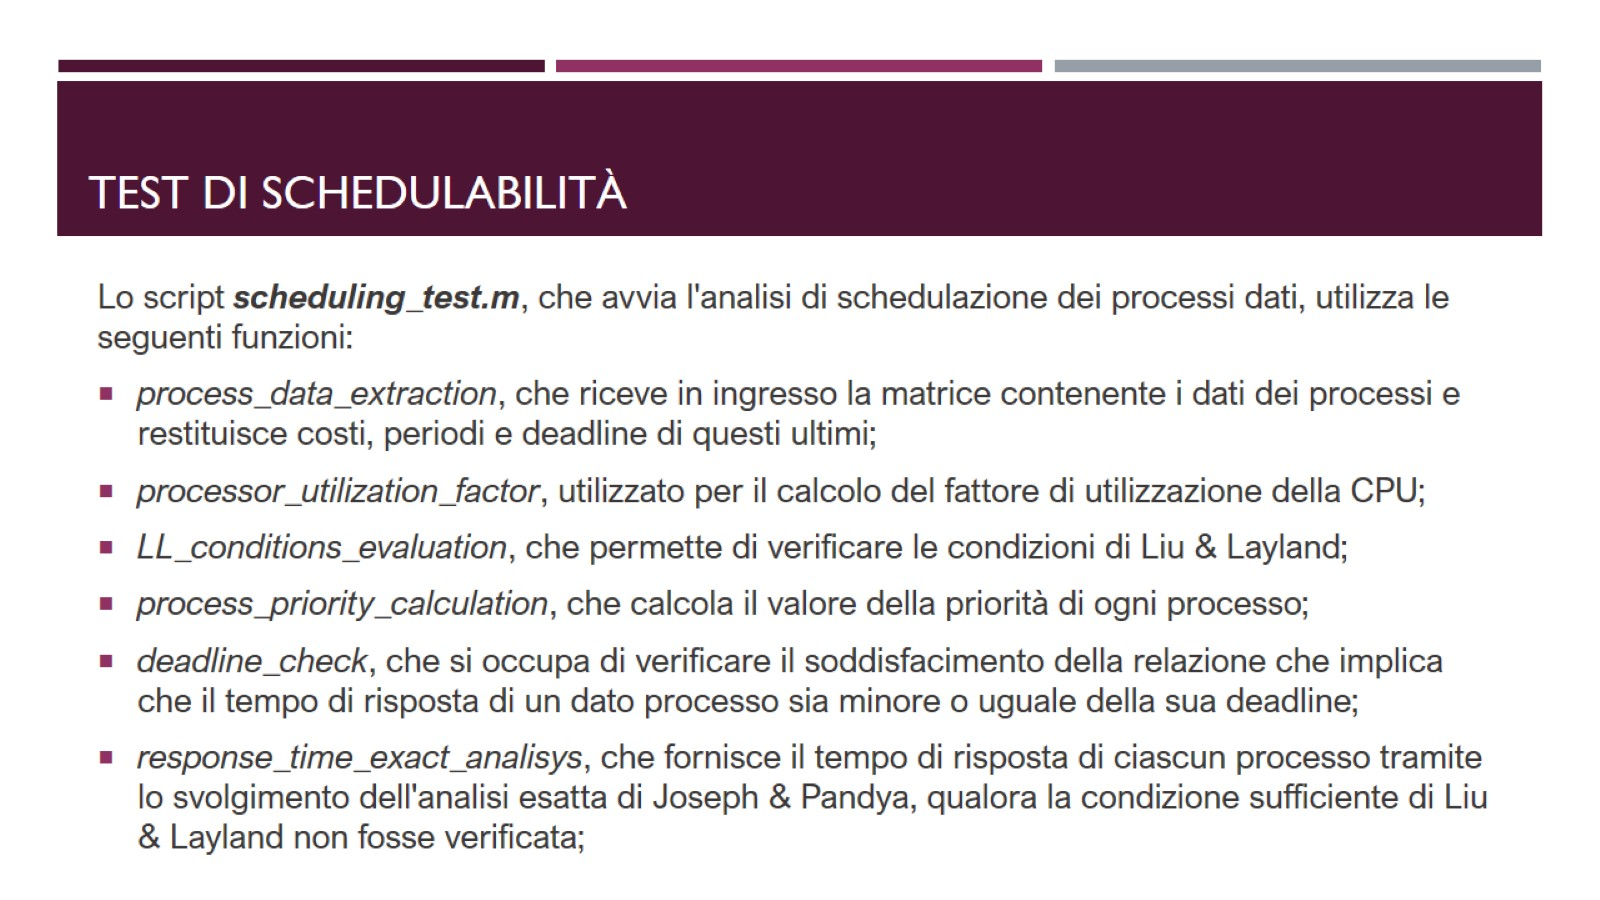 TEST DI SCHEDULABILITÀ
Lo script scheduling_test.m, che avvia l'analisi di schedulazione dei processi dati, utilizza le
seguenti funzioni:
▪ process_data_extraction, che riceve in ingresso la matrice contenente i dati dei processi e
restituisce costi, periodi e deadline di questi ultimi;
▪ processor_utilization_factor, utilizzato per il calcolo del fattore di utilizzazione della CPU;
▪ LL_conditions_evaluation, che permette di verificare le condizioni di Liu & Layland;
▪ process_priority_calculation, che calcola il valore della priorità di ogni processo;
▪ deadline_check, che si occupa di verificare il soddisfacimento della relazione che implica
che il tempo di risposta di un dato processo sia minore o uguale della sua deadline;
▪ response_time_exact_analisys, che fornisce il tempo di risposta di ciascun processo tramite
lo svolgimento dell'analisi esatta di Joseph & Pandya, qualora la condizione sufficiente di Liu
& Layland non fosse verificata;